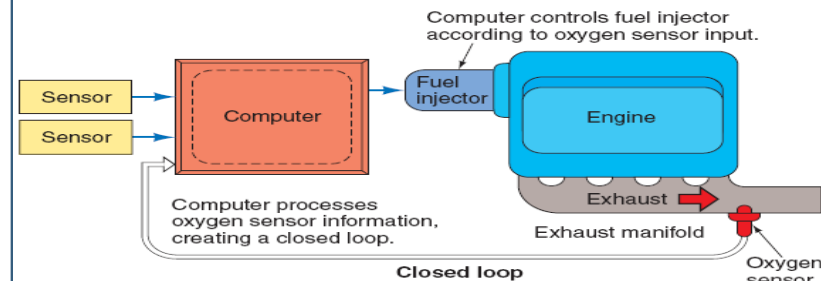 Computer controls fuel injector
according to oxygen sensor input.
Sensor
Sensor
Computer
Fuel
injector
Engine
Exhaust
Computer processes
oxygen sensor information,
creating a closed loop.
Exhaust manifold
Closed loop
Oxygen
sensor